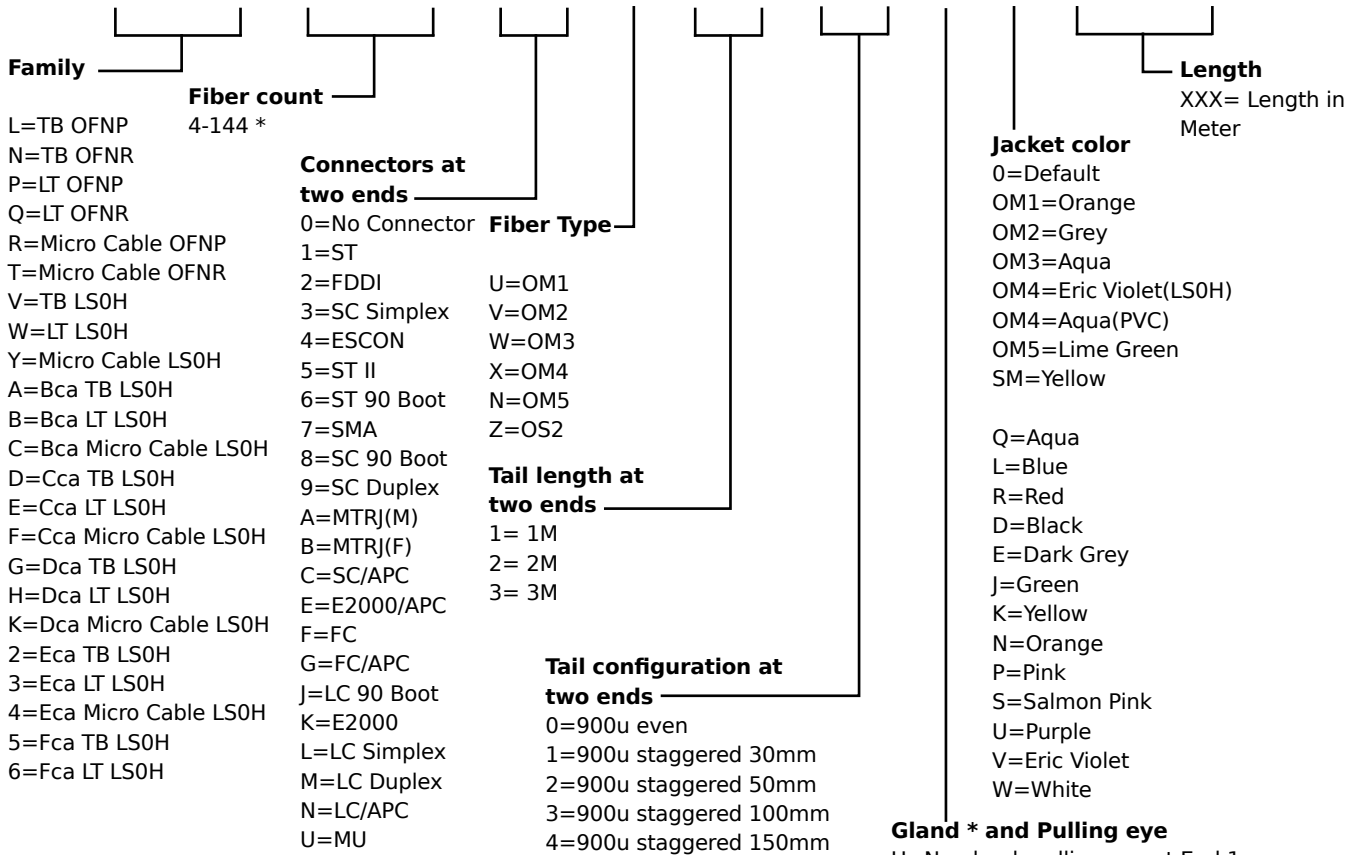 Family
L=TB OFNP
N=TB OFNR
P=LT OFNP
Q=LT OFNR
R=Micro Cable OFNP
T=Micro Cable OFNR
V=TB LS0H
W=LT LS0H
Y=Micro Cable LS0H
A=Bca TB LS0H
B=Bca LT LS0H
C=Bca Micro Cable LS0H
D=Cca TB LS0H
E=Cca LT LS0H
F=Cca Micro Cable LS0H
G=Dca TB LS0H
H=Dca LT LS0H
K=Dca Micro Cable LS0H
2=Eca TB LS0H
3=Eca LT LS0H
4=Eca Micro Cable LS0H
5=Fca TB LS0H
6=Fca LT LS0H
Fiber count
4-144 *
Connectors at
two ends
0=No Connector
1=ST
2=FDDI
3=SC Simplex
4=ESCON
5=ST II
6=ST 90 Boot
7=SMA
8=SC 90 Boot
9=SC Duplex
A=MTRJ(M)
B=MTRJ(F)
C=SC/APC
E=E2000/APC
F=FC
G=FC/APC
J=LC 90 Boot
K=E2000
L=LC Simplex
M=LC Duplex
N=LC/APC
U=MU
Fiber Type
U=OM1
V=OM2
W=OM3
X=OM4
N=OM5
Z=OS2
Tail length at
two ends
1= 1M
2= 2M
3= 3M
Tail configuration at
two ends
0=900u even
1=900u staggered 30mm
2=900u staggered 50mm
3=900u staggered 100mm
4=900u staggered 150mm
Gland * and Pulling eye
Jacket color
0=Default
OM1=Orange
OM2=Grey
OM3=Aqua
OM4=Eric Violet(LS0H)
OM4=Aqua(PVC)
OM5=Lime Green
SM=Yellow
Q=Aqua
L=Blue
R=Red
D=Black
E=Dark Grey
J=Green
K=Yellow
N=Orange
P=Pink
S=Salmon Pink
U=Purple
V=Eric Violet
W=White
Length
XXX= Length in
Meter